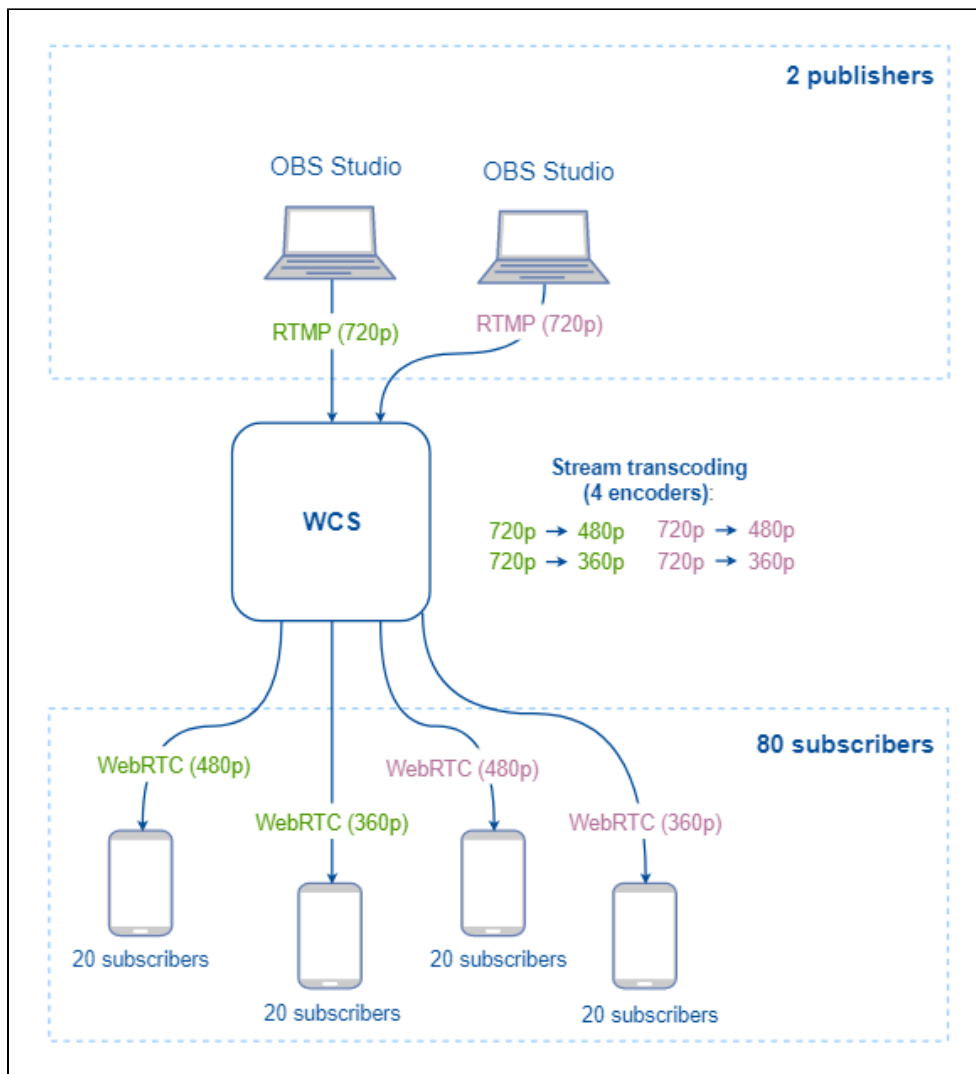 2 publishers
OBS Studio
OBS Studio
RTMP (720p)
RTMP (720p)
WCS
Stream transcoding
(4 encoders):
720p → 480p 720p → 480p
720p → 360p 720p → 360p
80 subscribers
WebRTC (480p)
WebRTC (480p)
WebRTC (360p)
WebRTC (360p)
20 subscribers
20 subscribers
20 subscribers
20 subscribers